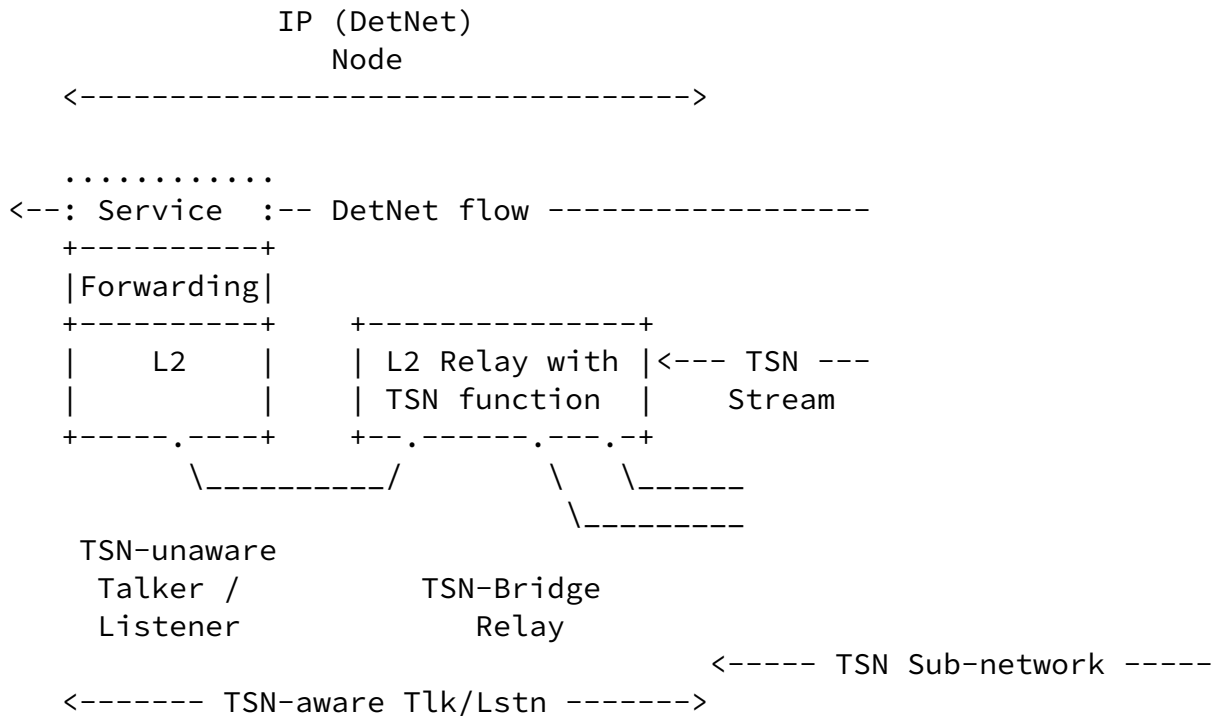 IP (DetNet)
Node
<---------------------------------->
............
<--: Service  :-- DetNet flow ------------------
+----------+
|Forwarding|
+----------+    +---------------+
|    L2    |    | L2 Relay with |<--- TSN ---
|          |    | TSN function  |    Stream
+-----.----+    +--.------.---.-+
\__________/        \   \______
\_________
TSN-unaware
Talker /          TSN-Bridge
Listener             Relay
<----- TSN Sub-network -----
<------- TSN-aware Tlk/Lstn ------->